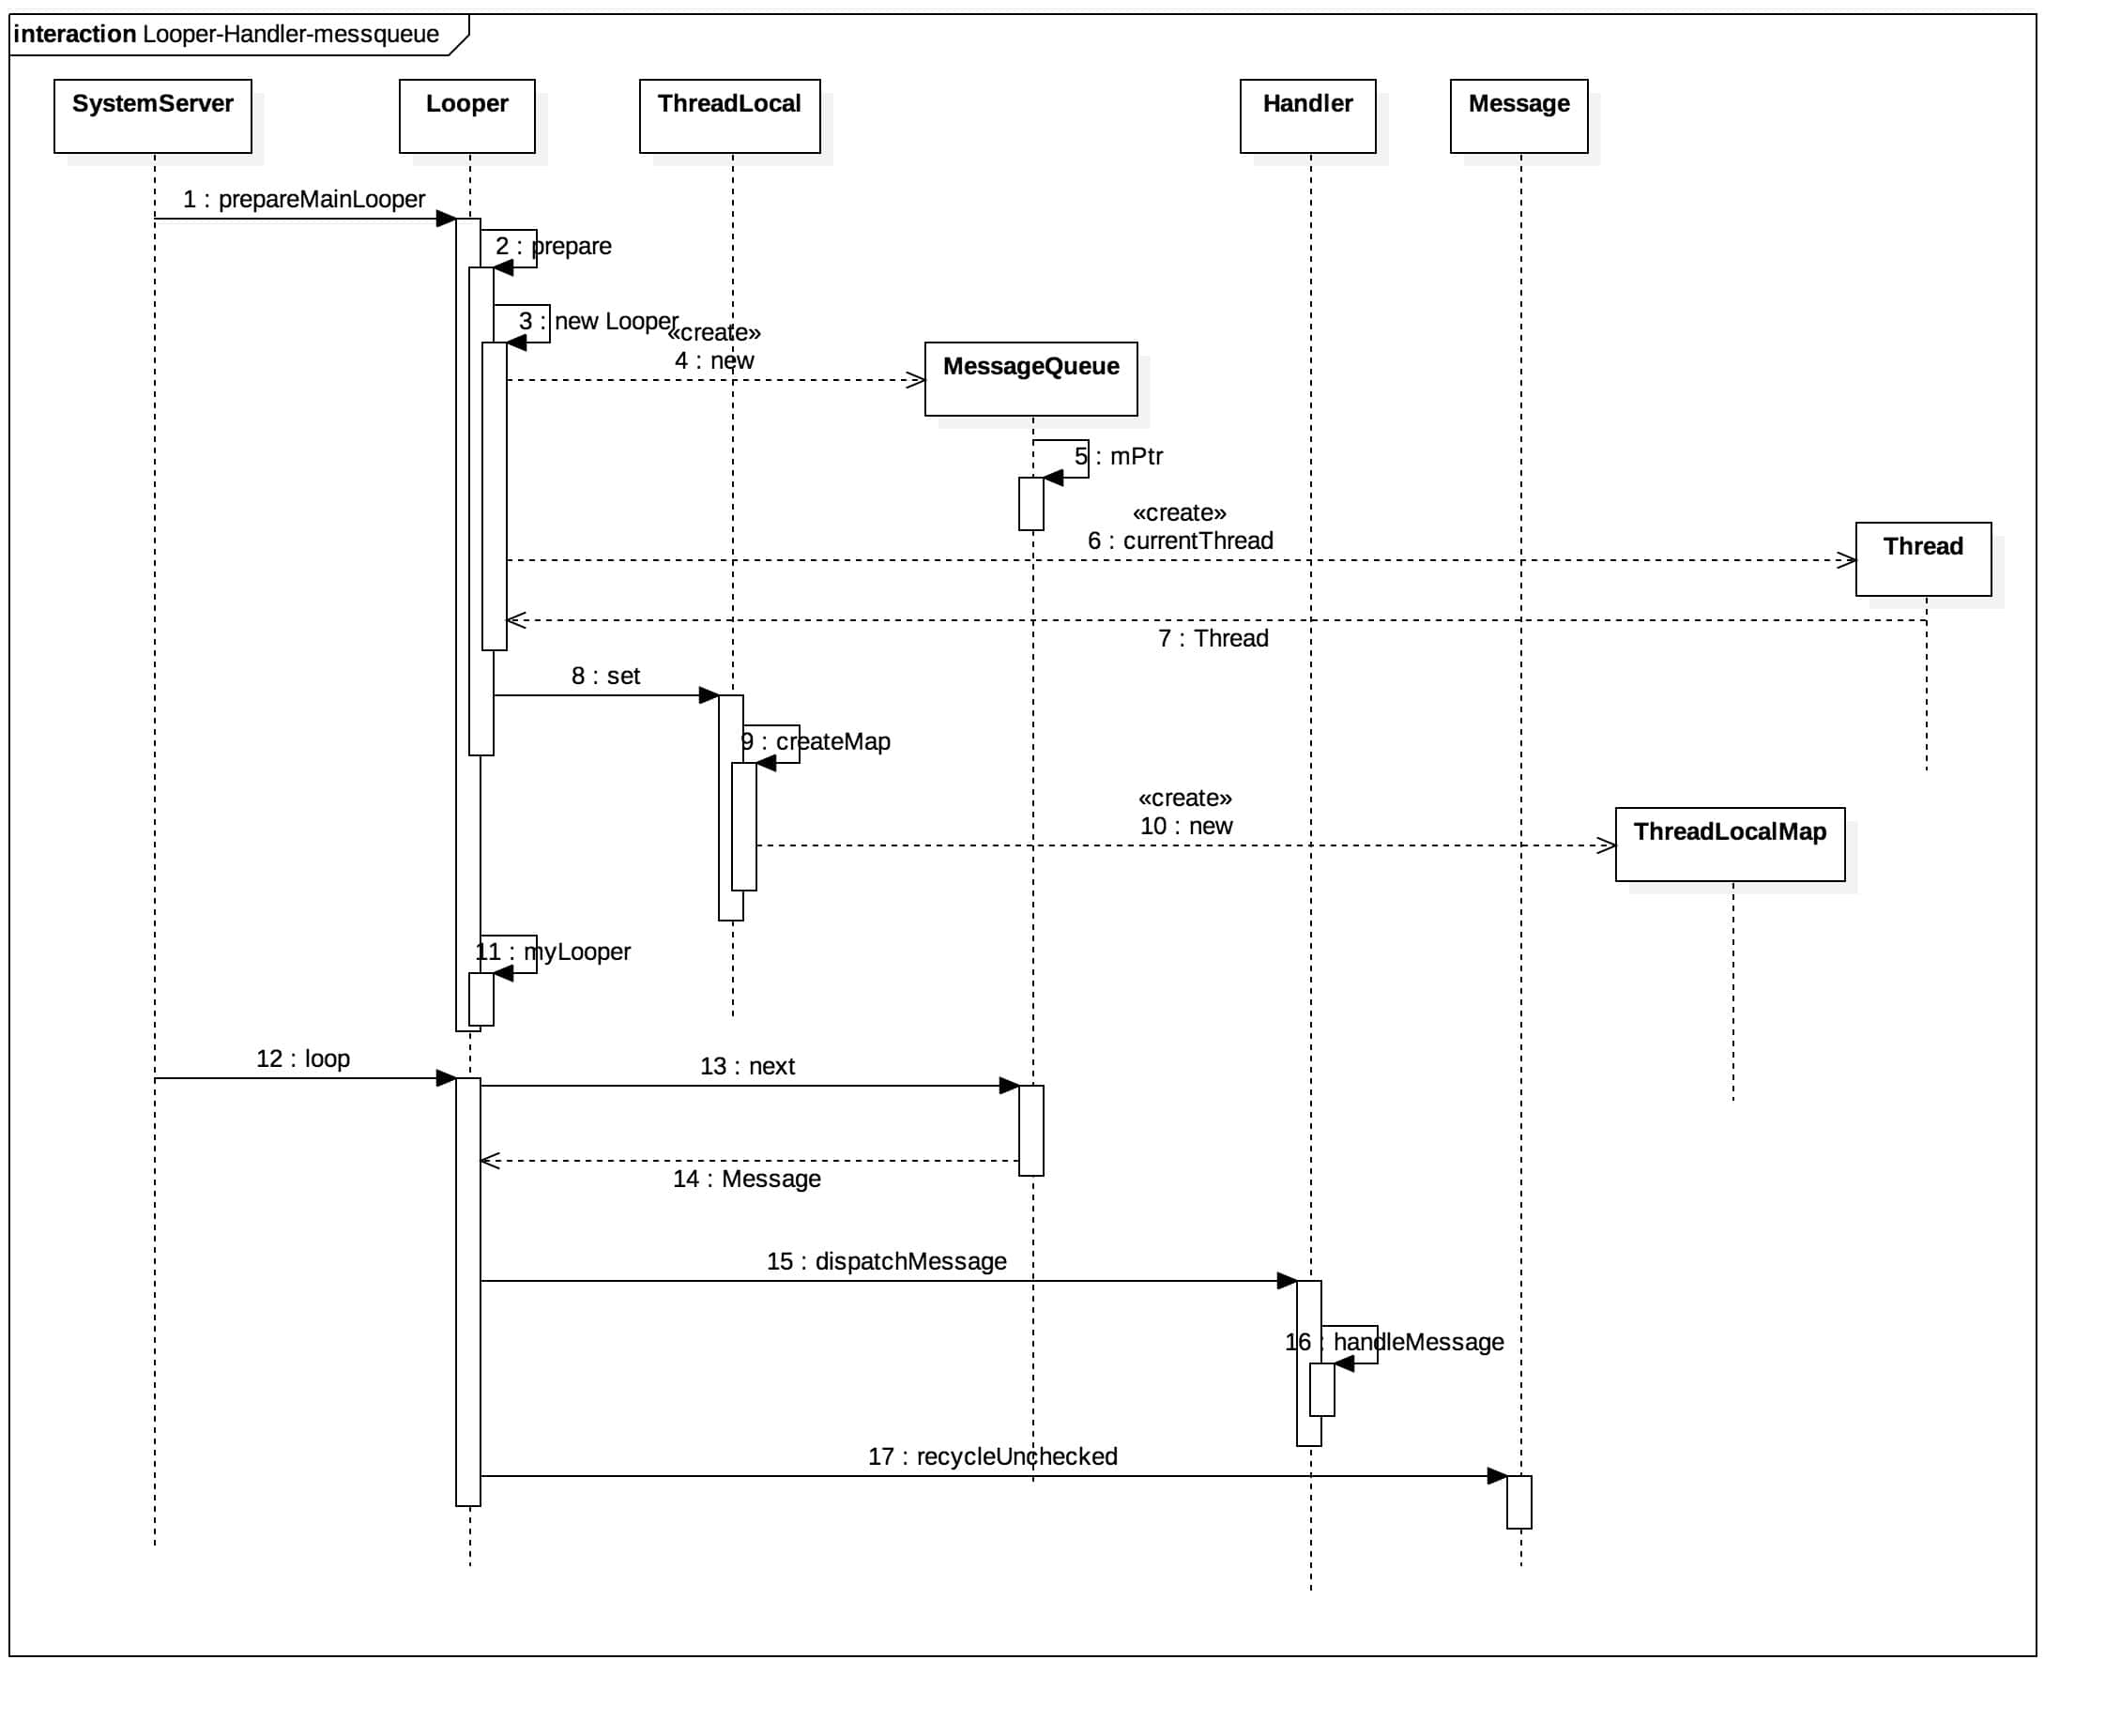 interaction Looper-Handler-messqueue
SystemServer
Looper
ThreadLocal
Handler
Message
1 : prepareMainLooper
2 : prepare
3 : new Looper
«create»
4 : new
MessageQueue
5 : mPtr
«create»
6 : currentThread
Thread
7 : Thread
8 : set
9 : createMap
«create»
10 : new
ThreadLocalMap
11 : myLooper
12 : loop
13 : next
14 : Message
15 : dispatchMessage
16 : handleMessage
17 : recycleUnchecked